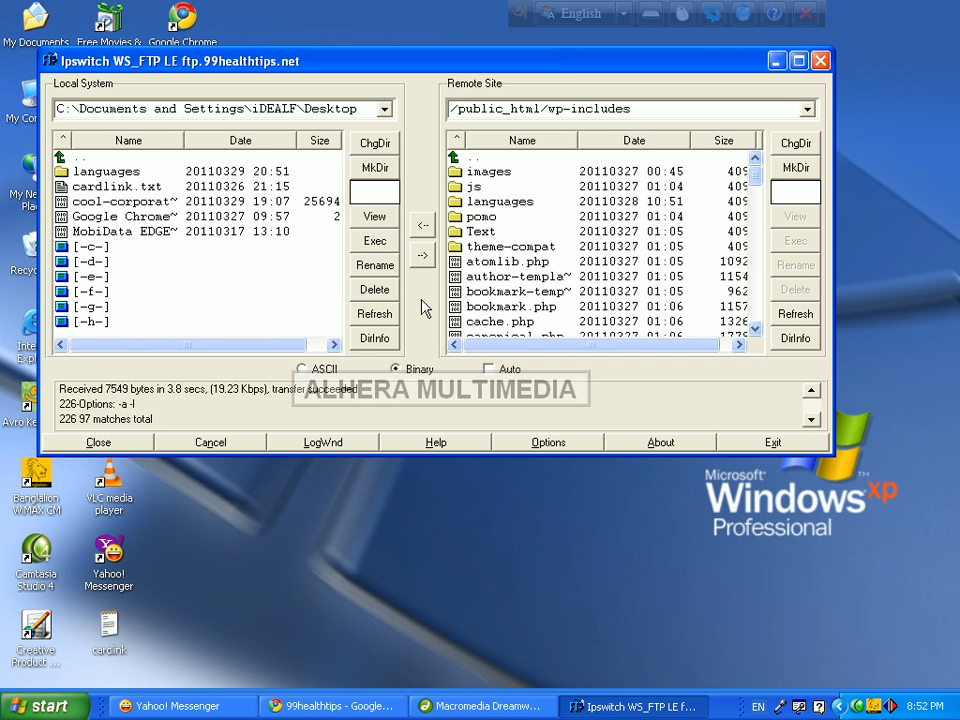 English
My Documents
Free Movies &
Google Chrome
Ipswitch WS_FTP LE ftp.99healthtips.net
Local System
Remote Site
C:\Documents and Settings\iDEALF\Desktop
/public_html/wp-includes
^ Name Date Size
^ Name Date Size
ChgDir
MkDir
View
Exec
Rename
Delete
Refresh
DirInfo
ChgDir
MkDir
View
Exec
Rename
Delete
Refresh
DirInfo
..
languages 20110329 20:51
cardlink.txt 20110326 21:15
cool-corporat~ 20110329 19:07 25694
Google Chrome~ 20110327 09:57 2
MobiData EDGE~ 20110317 13:10
[-c-]
[-d-]
[-e-]
[-f-]
[-g-]
[-h-]
<--
-->
..
images 20110327 00:45 409
js 20110327 01:04 409
languages 20110328 10:51 409
pomo 20110327 01:04 409
Text 20110327 01:05 409
theme-compat 20110327 01:05 409
atomlib.php 20110327 01:05 1092
author-templa~ 20110327 01:05 1154
bookmark-temp~ 20110327 01:05 962
bookmark.php 20110327 01:06 1157
cache.php 20110327 01:06 1326
ASCII
Binary
Auto
ALHERA MULTIMEDIA
Received 7549 bytes in 3.8 secs, (19.23 Kbps), transfer succeeded
226-Options: -a -l
226 97 matches total
Close
Cancel
LogWnd
Help
Options
About
Exit
Microsoft
Windows xp
Professional
Banglalion WiMAX CM
VLC media player
Camtasia Studio 4
Yahoo! Messenger
Creative Product ...
cardlink
start
Yahoo! Messenger
99healthtips - Google...
Macromedia Dreamw...
Ipswitch WS_FTP LE f...
EN
8:52 PM